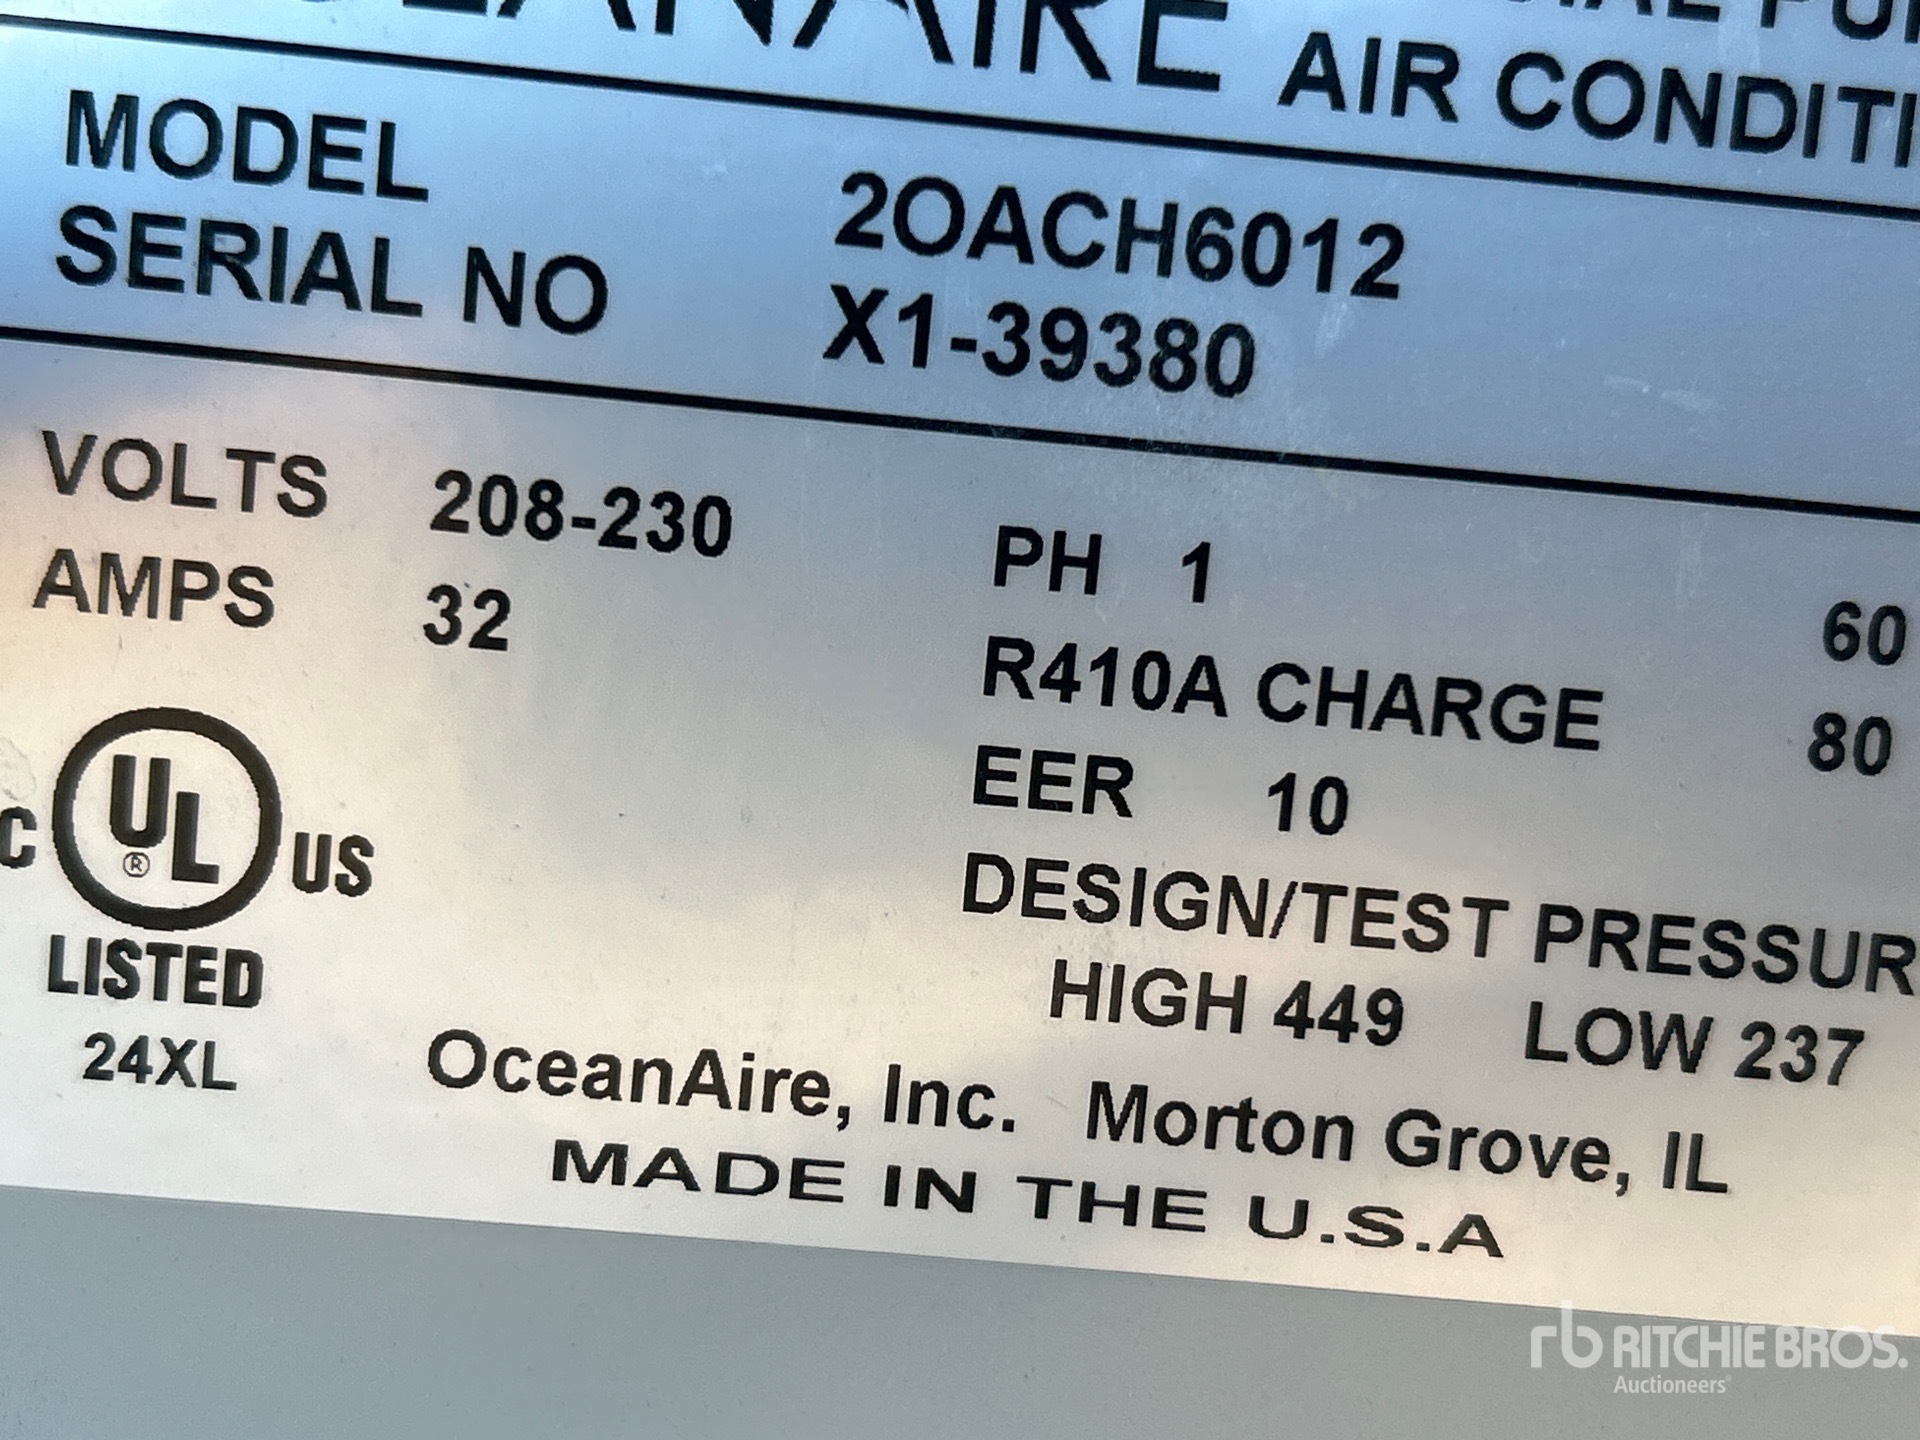 AIR CONDITI
MODEL 2OACH6012
SERIAL NO X1-39380
VOLTS 208-230 PH 1 60
AMPS 32 R410A CHARGE 80
EER 10
DESIGN/TEST PRESSUR
HIGH 449 LOW 237
C UL ® US
LISTED
24XL
OceanAire, Inc. Morton Grove, IL
MADE IN THE U.S.A
rb RITCHIE BROS.
Auctioneers